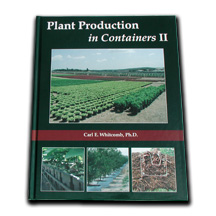 Plant Production
in Containers II
Carl E. Whitcomb, Ph.D.